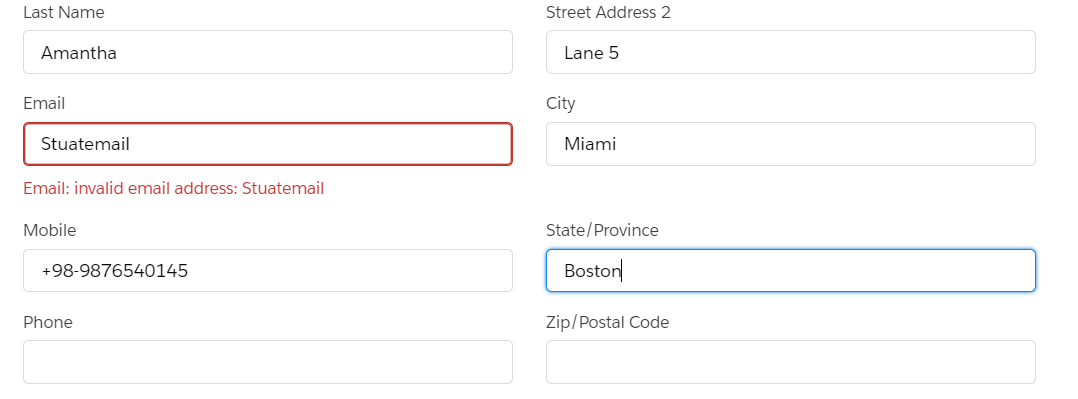 Last Name
Amantha
Email
Stuatemail
Email: invalid email address: Stuatemail
Mobile
+98-9876540145
Phone
Street Address 2
Lane 5
City
Miami
State/Province
Boston
Zip/Postal Code